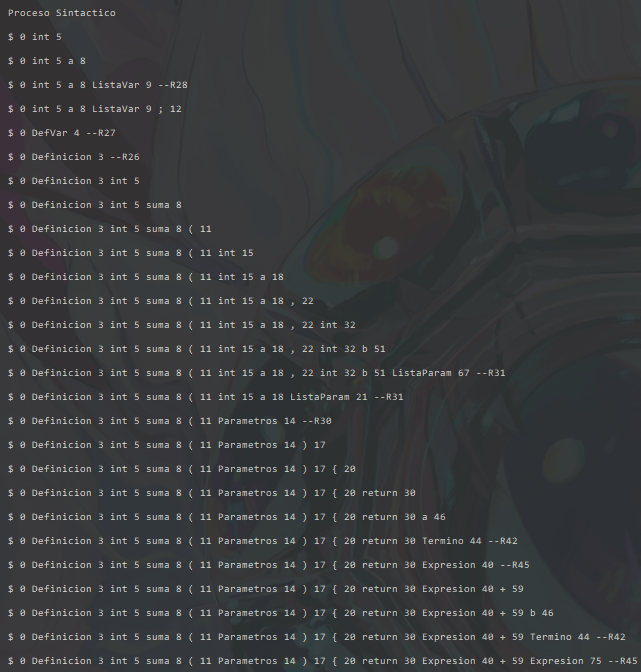 Proceso Sintactico
$ 0 int 5
$ 0 int 5 a 8
$ 0 int 5 a 8 ListaVar 9 --R28
$ 0 int 5 a 8 ListaVar 9 ; 12
$ 0 DefVar 4 --R27
$ 0 Definicion 3 --R26
$ 0 Definicion 3 int 5
$ 0 Definicion 3 int 5 suma 8
$ 0 Definicion 3 int 5 suma 8 ( 11
$ 0 Definicion 3 int 5 suma 8 ( 11 int 15
$ 0 Definicion 3 int 5 suma 8 ( 11 int 15 a 18
$ 0 Definicion 3 int 5 suma 8 ( 11 int 15 a 18 , 22
$ 0 Definicion 3 int 5 suma 8 ( 11 int 15 a 18 , 22 int 32
$ 0 Definicion 3 int 5 suma 8 ( 11 int 15 a 18 , 22 int 32 b 51
$ 0 Definicion 3 int 5 suma 8 ( 11 int 15 a 18 , 22 int 32 b 51 ListaParam 67 --R31
$ 0 Definicion 3 int 5 suma 8 ( 11 int 15 a 18 ListaParam 21 --R31
$ 0 Definicion 3 int 5 suma 8 ( 11 Parametros 14 --R30
$ 0 Definicion 3 int 5 suma 8 ( 11 Parametros 14 ) 17
$ 0 Definicion 3 int 5 suma 8 ( 11 Parametros 14 ) 17 { 20
$ 0 Definicion 3 int 5 suma 8 ( 11 Parametros 14 ) 17 { 20 return 30
$ 0 Definicion 3 int 5 suma 8 ( 11 Parametros 14 ) 17 { 20 return 30 a 46
$ 0 Definicion 3 int 5 suma 8 ( 11 Parametros 14 ) 17 { 20 return 30 Termino 44 --R42
$ 0 Definicion 3 int 5 suma 8 ( 11 Parametros 14 ) 17 { 20 return 30 Expresion 40 --R45
$ 0 Definicion 3 int 5 suma 8 ( 11 Parametros 14 ) 17 { 20 return 30 Expresion 40 + 59
$ 0 Definicion 3 int 5 suma 8 ( 11 Parametros 14 ) 17 { 20 return 30 Expresion 40 + 59 b 46
$ 0 Definicion 3 int 5 suma 8 ( 11 Parametros 14 ) 17 { 20 return 30 Expresion 40 + 59 Termino 44 --R42
$ 0 Definicion 3 int 5 suma 8 ( 11 Parametros 14 ) 17 { 20 return 30 Expresion 40 + 59 Expresion 75 --R45